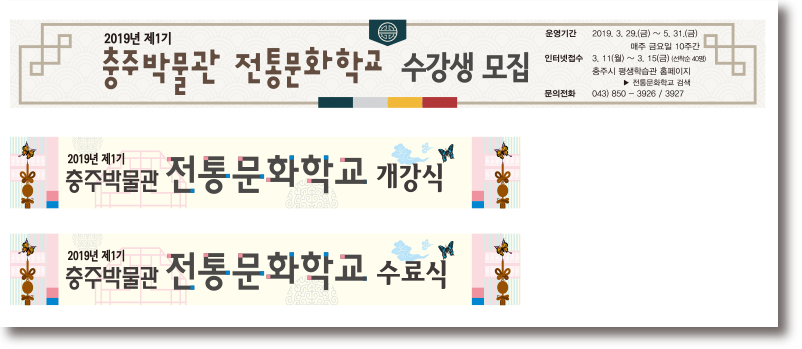 2019년 제1기
충주박물관 전통문화학교 수강생 모집
운영기간 2019. 3. 29.(금) ~ 5. 31.(금)
매주 금요일 10주간
인터넷접수 3, 11(월) ~ 3, 15(금) (선착순 40명)
충주시 평생학습관 홈페이지
▶ 전통문화학교 검색
문의전화 043) 850 - 3926 / 3927
2019년 제1기
충주박물관 전통문화학교 개강식
2019년 제1기
충주박물관 전통문화학교 수료식